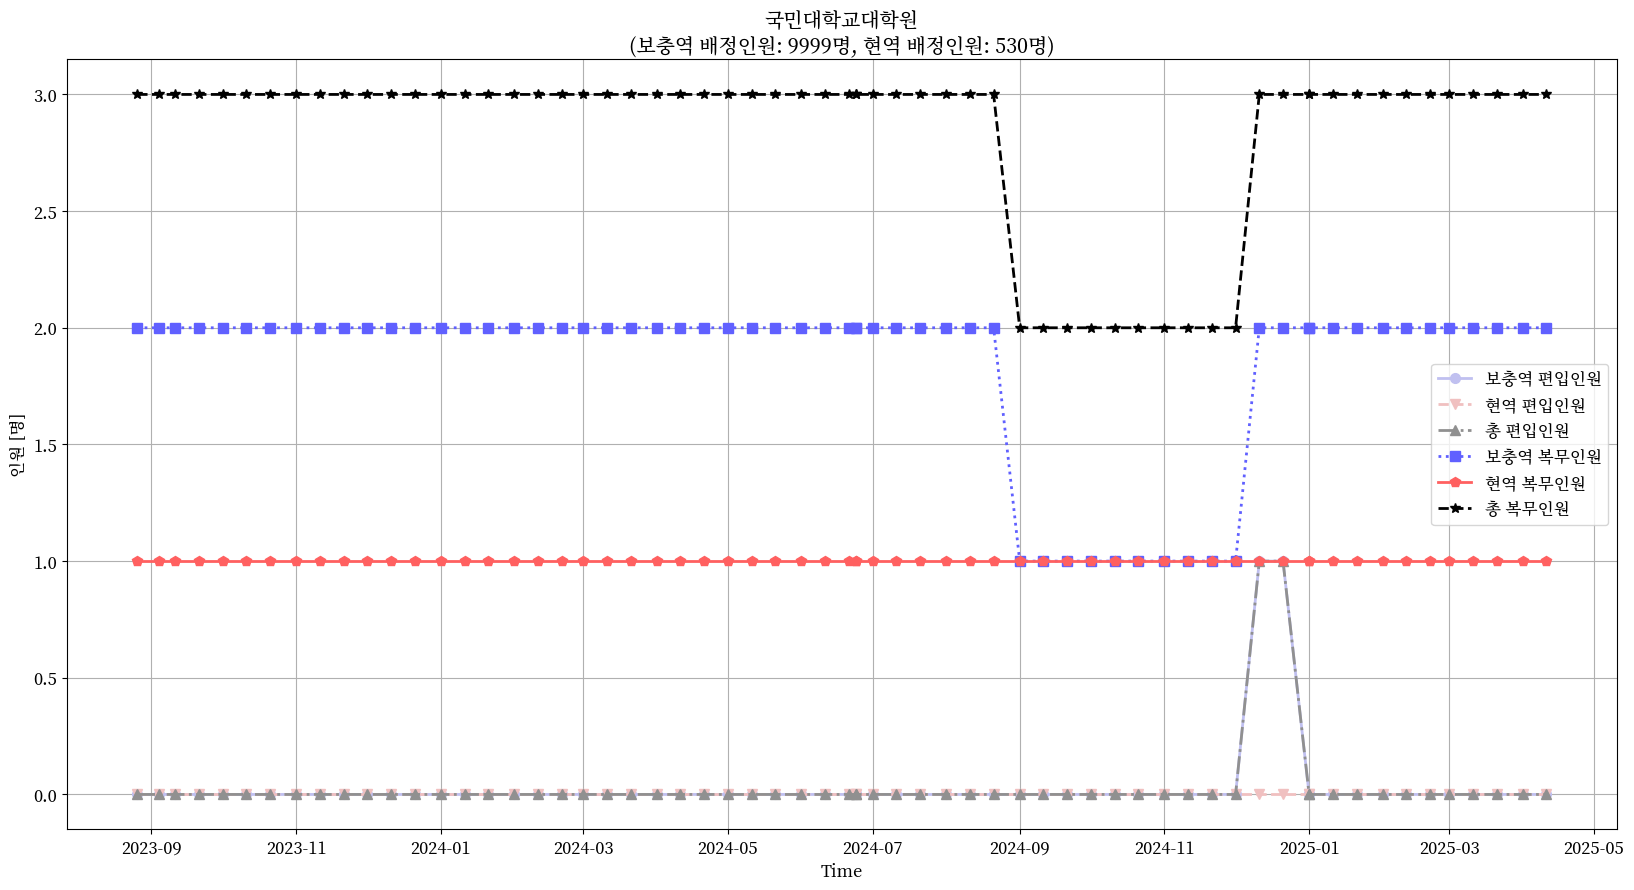 국민대학교대학원
(보충역 배정인원: 9999명, 현역 배정인원: 530명)
인원 [명]
3.0
2.5
2.0
1.5
1.0
0.5
0.0
보충역 편입인원
현역 편입인원
총 편입인원
보충역 복무인원
현역 복무인원
총 복무인원
2023-09 2023-11 2024-01 2024-03 2024-05 2024-07 2024-09 2024-11 2025-01 2025-03 2025-05
Time